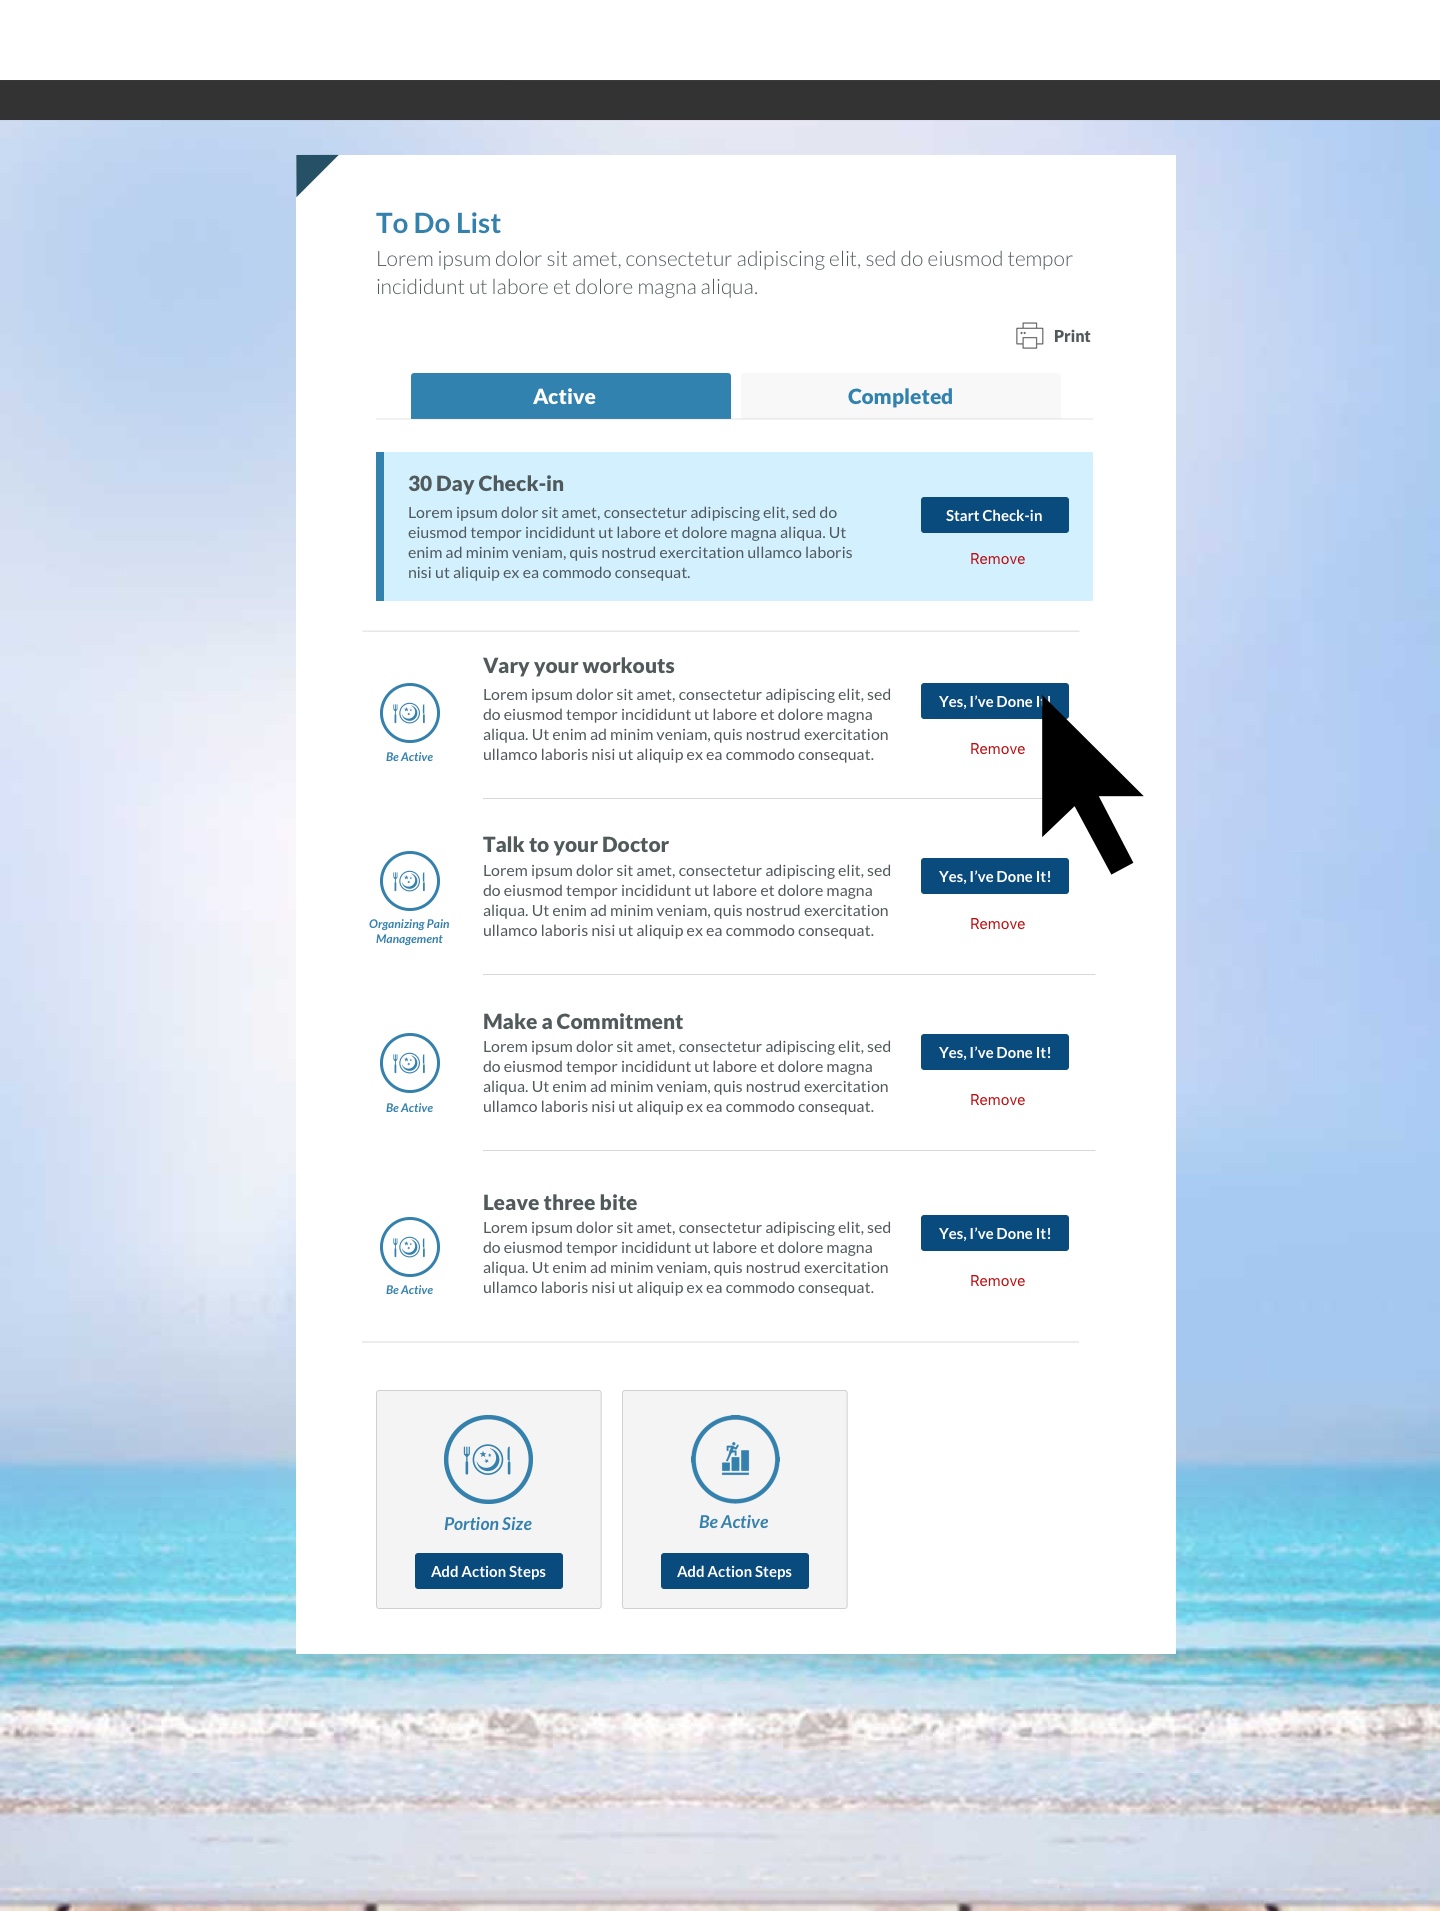 To Do List
Lorem ipsum dolor sit amet, consectetur adipiscing elit, sed do eiusmod tempor
incididunt ut labore et dolore magna aliqua.
Print
Active
Completed
30 Day Check-in
Lorem ipsum dolor sit amet, consectetur adipiscing elit, sed do
eiusmod tempor incididunt ut labore et dolore magna aliqua. Ut
enim ad minim veniam, quis nostrud exercitation ullamco laboris
nisi ut aliquip ex ea commodo consequat.
Start Check-in
Remove
Be Active
Vary your workouts
Lorem ipsum dolor sit amet, consectetur adipiscing elit, sed
do eiusmod tempor incididunt ut labore et dolore magna
aliqua. Ut enim ad minim veniam, quis nostrud exercitation
ullamco laboris nisi ut aliquip ex ea commodo consequat.
Yes, I’ve Done
Remove
Organizing Pain
Management
Talk to your Doctor
Lorem ipsum dolor sit amet, consectetur adipiscing elit, sed
do eiusmod tempor incididunt ut labore et dolore magna
aliqua. Ut enim ad minim veniam, quis nostrud exercitation
ullamco laboris nisi ut aliquip ex ea commodo consequat.
Yes, I’ve Done It!
Remove
Be Active
Make a Commitment
Lorem ipsum dolor sit amet, consectetur adipiscing elit, sed
do eiusmod tempor incididunt ut labore et dolore magna
aliqua. Ut enim ad minim veniam, quis nostrud exercitation
ullamco laboris nisi ut aliquip ex ea commodo consequat.
Yes, I’ve Done It!
Remove
Be Active
Leave three bite
Lorem ipsum dolor sit amet, consectetur adipiscing elit, sed
do eiusmod tempor incididunt ut labore et dolore magna
aliqua. Ut enim ad minim veniam, quis nostrud exercitation
ullamco laboris nisi ut aliquip ex ea commodo consequat.
Yes, I’ve Done It!
Remove
Portion Size
Add Action Steps
Be Active
Add Action Steps